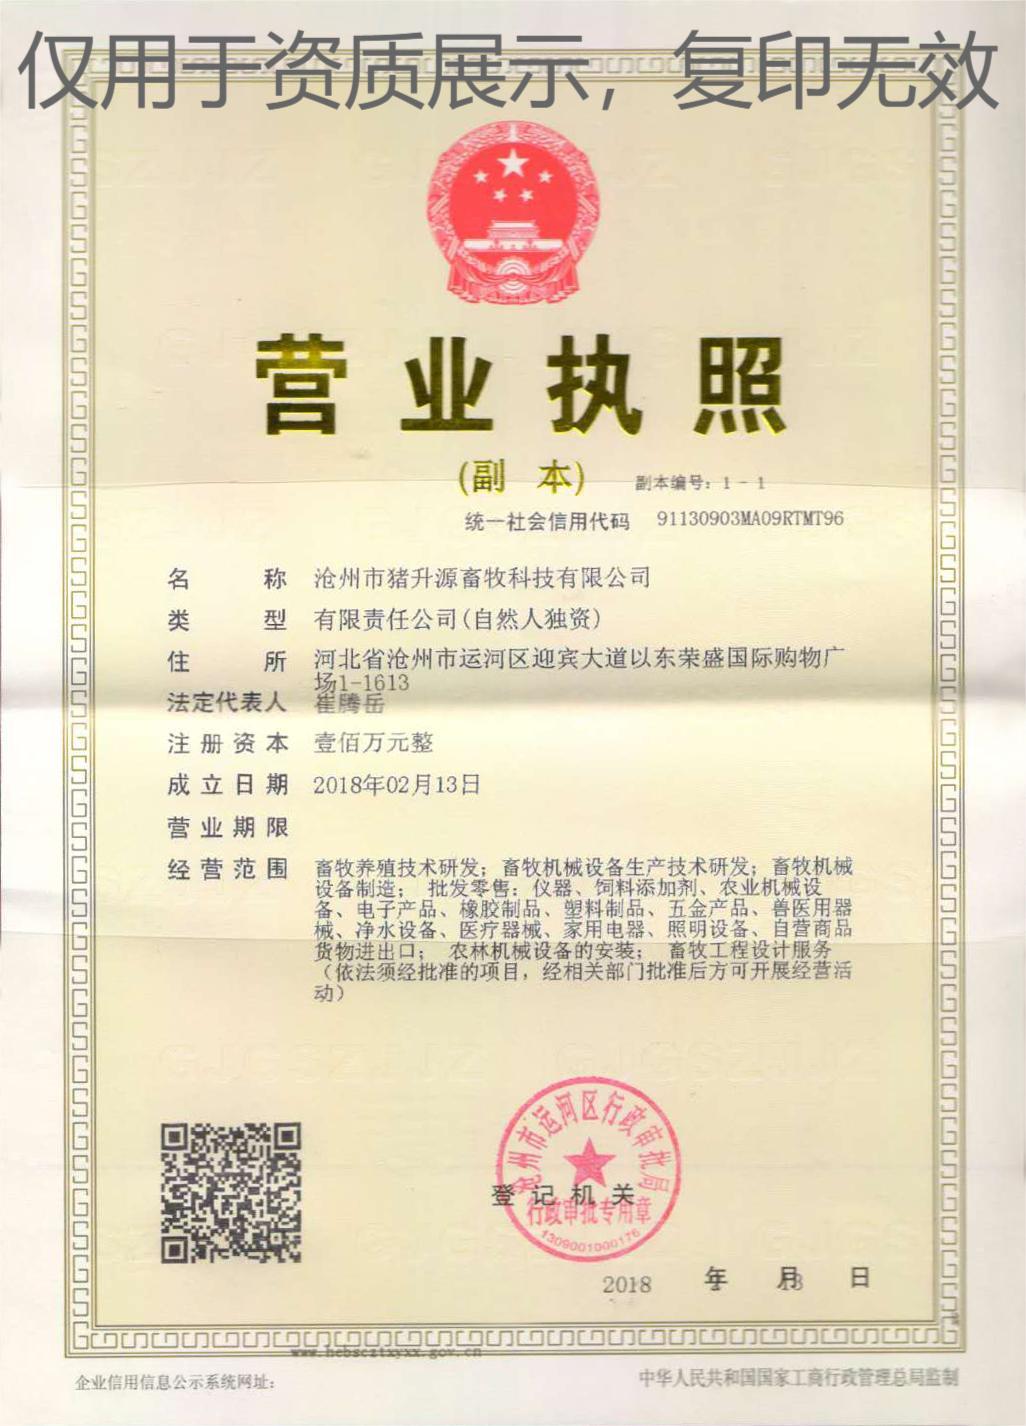 仅用于资质展示，复印无效
营业执照
(副 本)
副本编号：1 - 1
统一社会信用代码 91130903MA09RTMT96
名 称 沧州市猪升源畜牧科技有限公司
类 型 有限责任公司(自然人独资)
住 所 河北省沧州市运河区迎宾大道以东荣盛国际购物广
场1-1613
法定代表人 崔腾岳
注 册 资 本 壹佰万元整
成 立 日 期 2018年02月13日
营 业 期 限
经 营 范 围 畜牧养殖技术研发；畜牧机械设备生产技术研发；畜牧机械
设备制造； 批发零售：仪器、饲料添加剂、农业机械设
备、电子产品、橡胶制品、塑料制品、五金产品、兽医用器
械、净水设备、医疗器械、家用电器、照明设备、自营商品
货物进出口； 农林机械设备的安装； 畜牧工程设计服务
（依法须经批准的项目，经相关部门批准后方可开展经营活
动）
沧州市运河区行政审批局
登 记 机 关
行政审批专用章
1309001000176
2018 年 2 月 13 日
www.hebscztxyxx.gov.cn
企业信用信息公示系统网址：
中华人民共和国国家工商行政管理总局监制